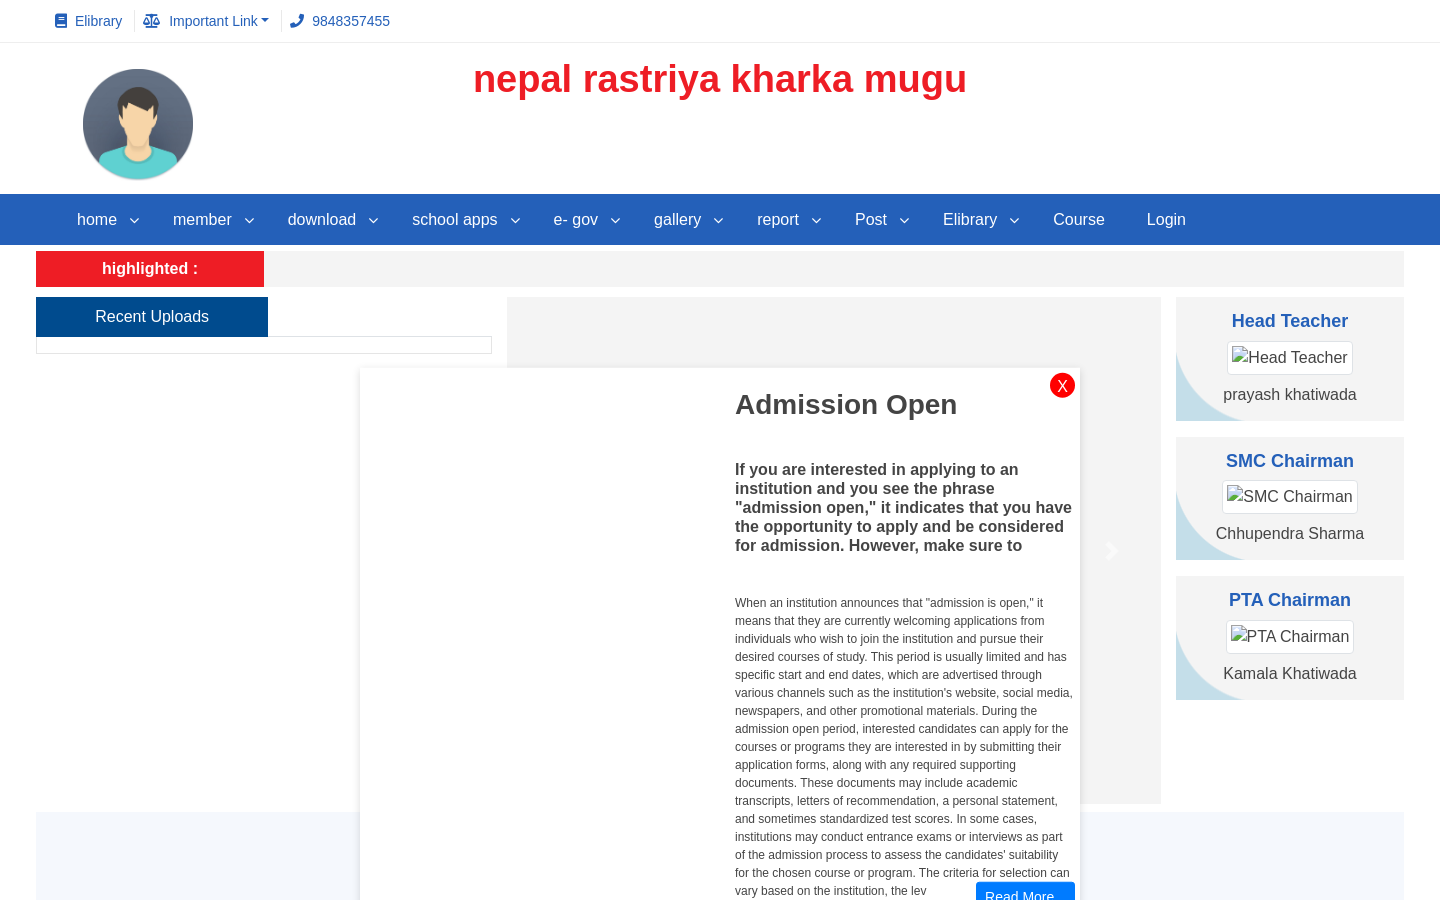 Elibrary
Important Link
9848357455
nepal rastriya kharka mugu
home member download school apps e- gov gallery report Post Elibrary Course Login
highlighted :
Recent Uploads
Head Teacher
Head Teacher
prayash khatiwada
SMC Chairman
SMC Chairman
Chhupendra Sharma
PTA Chairman
PTA Chairman
Kamala Khatiwada
X
Admission Open
If you are interested in applying to an
institution and you see the phrase
"admission open," it indicates that you have
the opportunity to apply and be considered
for admission. However, make sure to
When an institution announces that "admission is open," it
means that they are currently welcoming applications from
individuals who wish to join the institution and pursue their
desired courses of study. This period is usually limited and has
specific start and end dates, which are advertised through
various channels such as the institution's website, social media,
newspapers, and other promotional materials. During the
admission open period, interested candidates can apply for the
courses or programs they are interested in by submitting their
application forms, along with any required supporting
documents. These documents may include academic
transcripts, letters of recommendation, a personal statement,
and sometimes standardized test scores. In some cases,
institutions may conduct entrance exams or interviews as part
of the admission process to assess the candidates' suitability
for the chosen course or program. The criteria for selection can
vary based on the institution, the lev
Read More